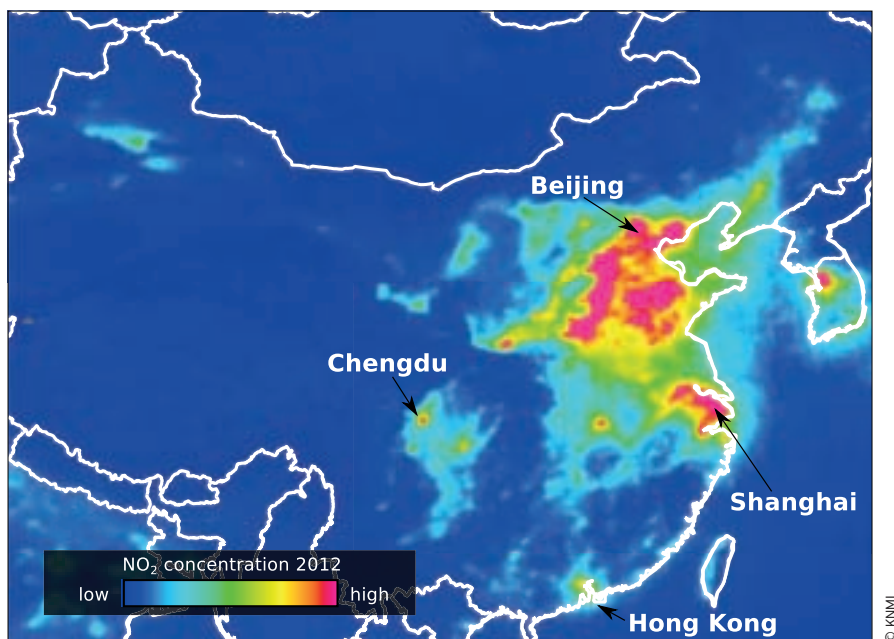 Beijing
Chengdu
Shanghai
NO₂ concentration 2012
low
high
Hong Kong
© KNMI